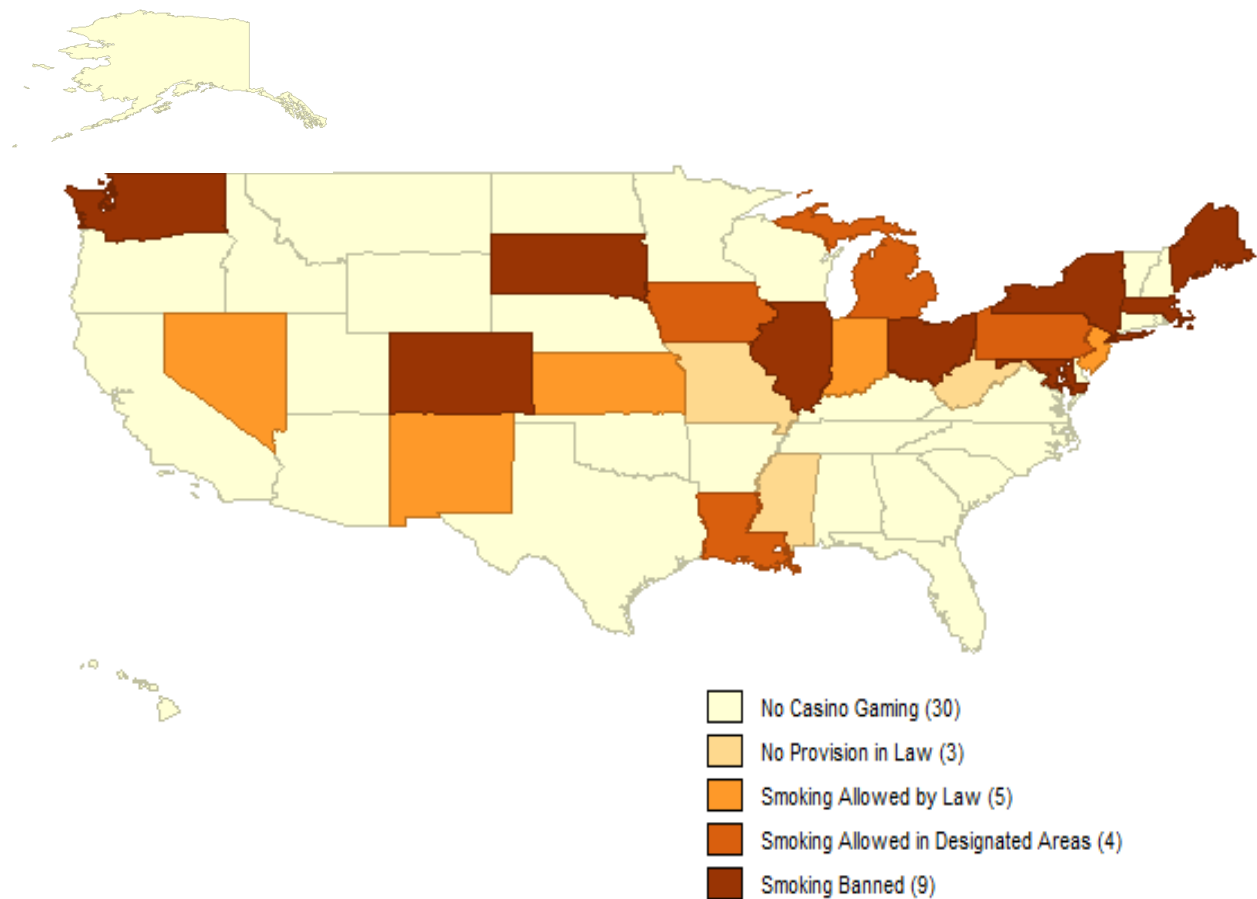 No Casino Gaming (30)
No Provision in Law (3)
Smoking Allowed by Law (5)
Smoking Allowed in Designated Areas (4)
Smoking Banned (9)